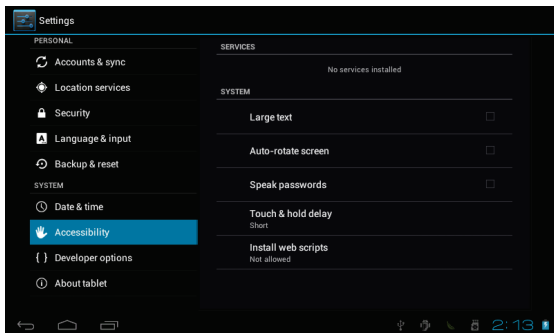 Settings
PERSONAL
Accounts & sync
Location services
Security
Language & input
Backup & reset
SYSTEM
Date & time
Accessibility
Developer options
About tablet
SERVICES
No services installed
SYSTEM
Large text
Auto-rotate screen
Speak passwords
Touch & hold delay
Short
Install web scripts
Not allowed
2:13